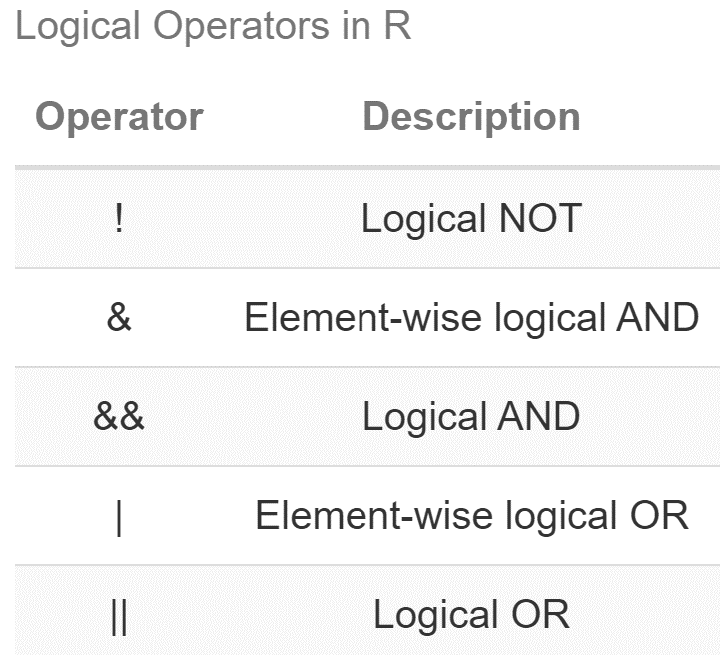 Logical Operators in R
Operator Description
! Logical NOT
& Element-wise logical AND
&& Logical AND
| Element-wise logical OR
|| Logical OR